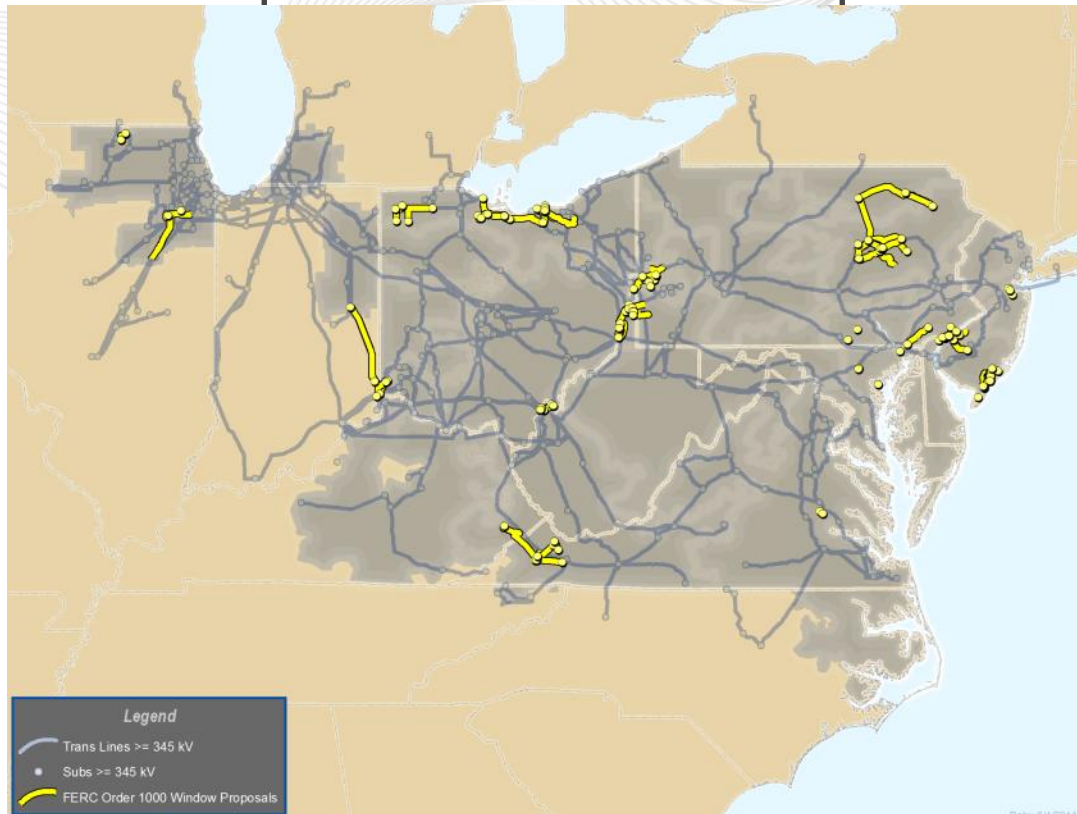 Legend
Trans Lines >= 345 kV
Subs >= 345 kV
FERC Order 1000 Window Proposals